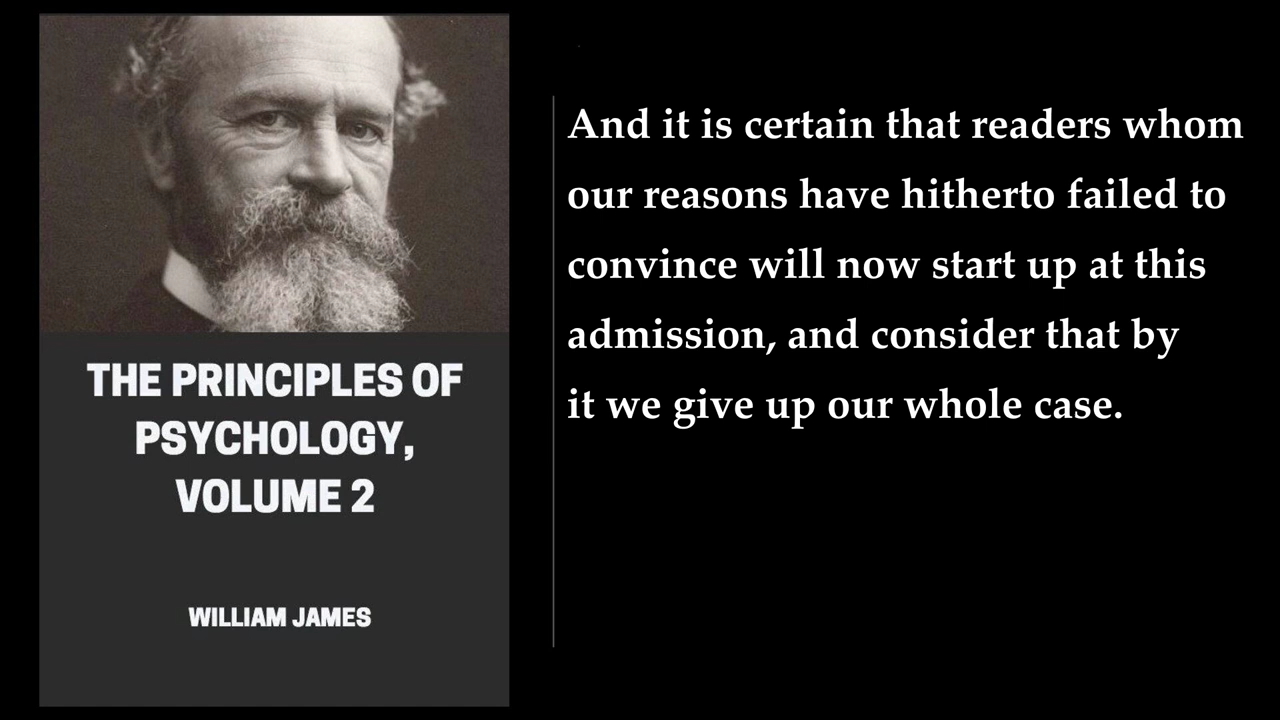 THE PRINCIPLES OF
PSYCHOLOGY,
VOLUME 2
WILLIAM JAMES
And it is certain that readers whom
our reasons have hitherto failed to
convince will now start up at this
admission, and consider that by
it we give up our whole case.